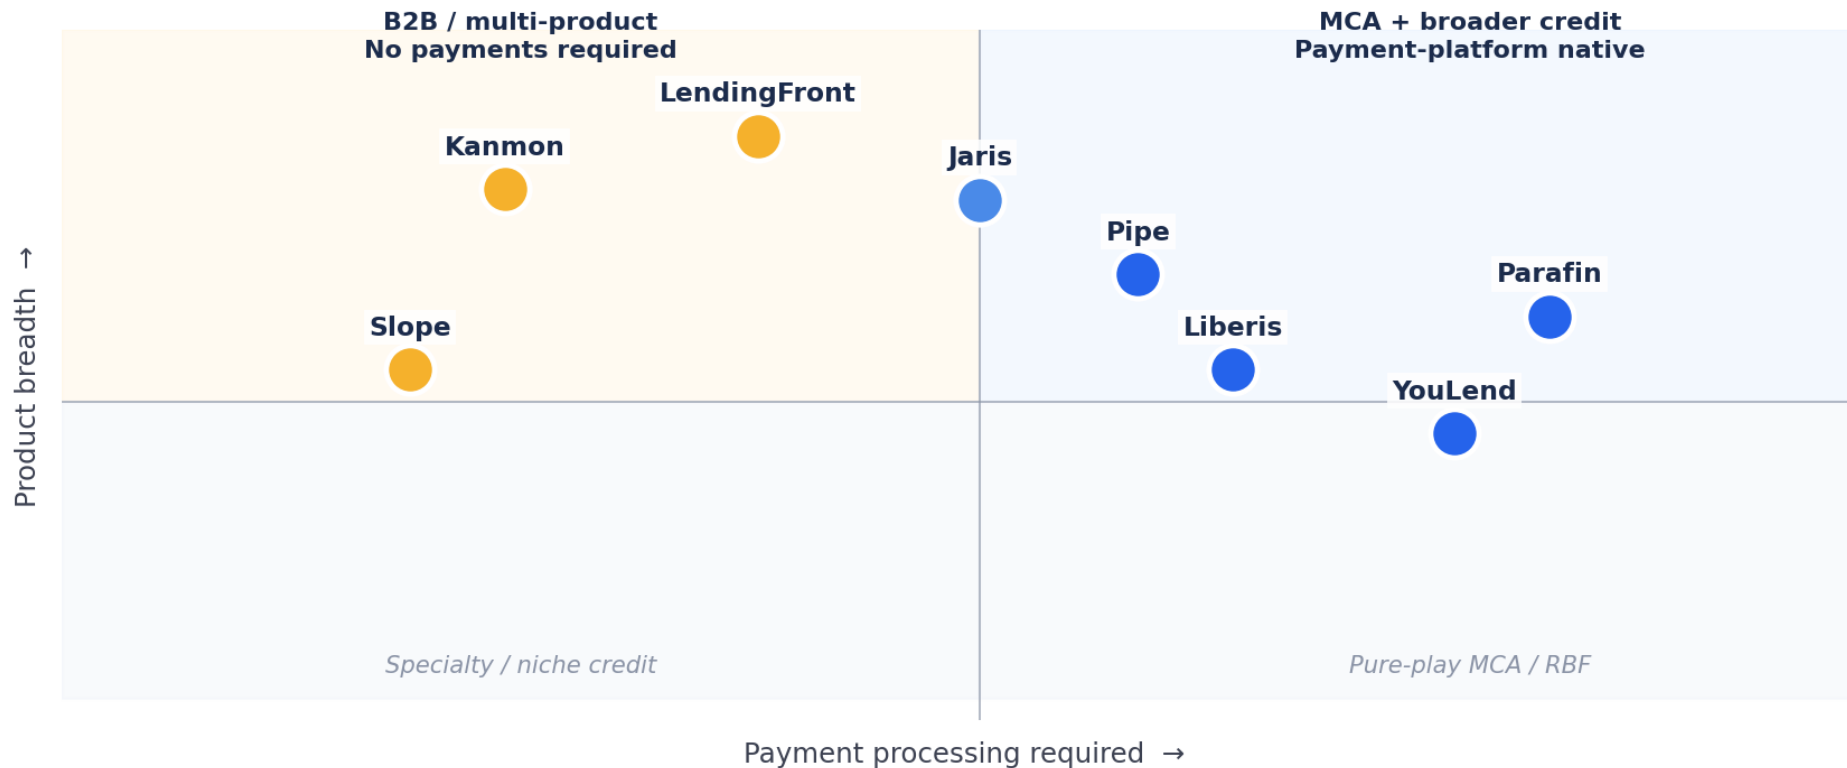 B2B / multi-product
No payments required
MCA + broader credit
Payment-platform native
LendingFront
Kanmon
Jaris
Pipe
Parafin
Slope
Liberis
YouLend
Product breadth →
Specialty / niche credit
Pure-play MCA / RBF
Payment processing required →